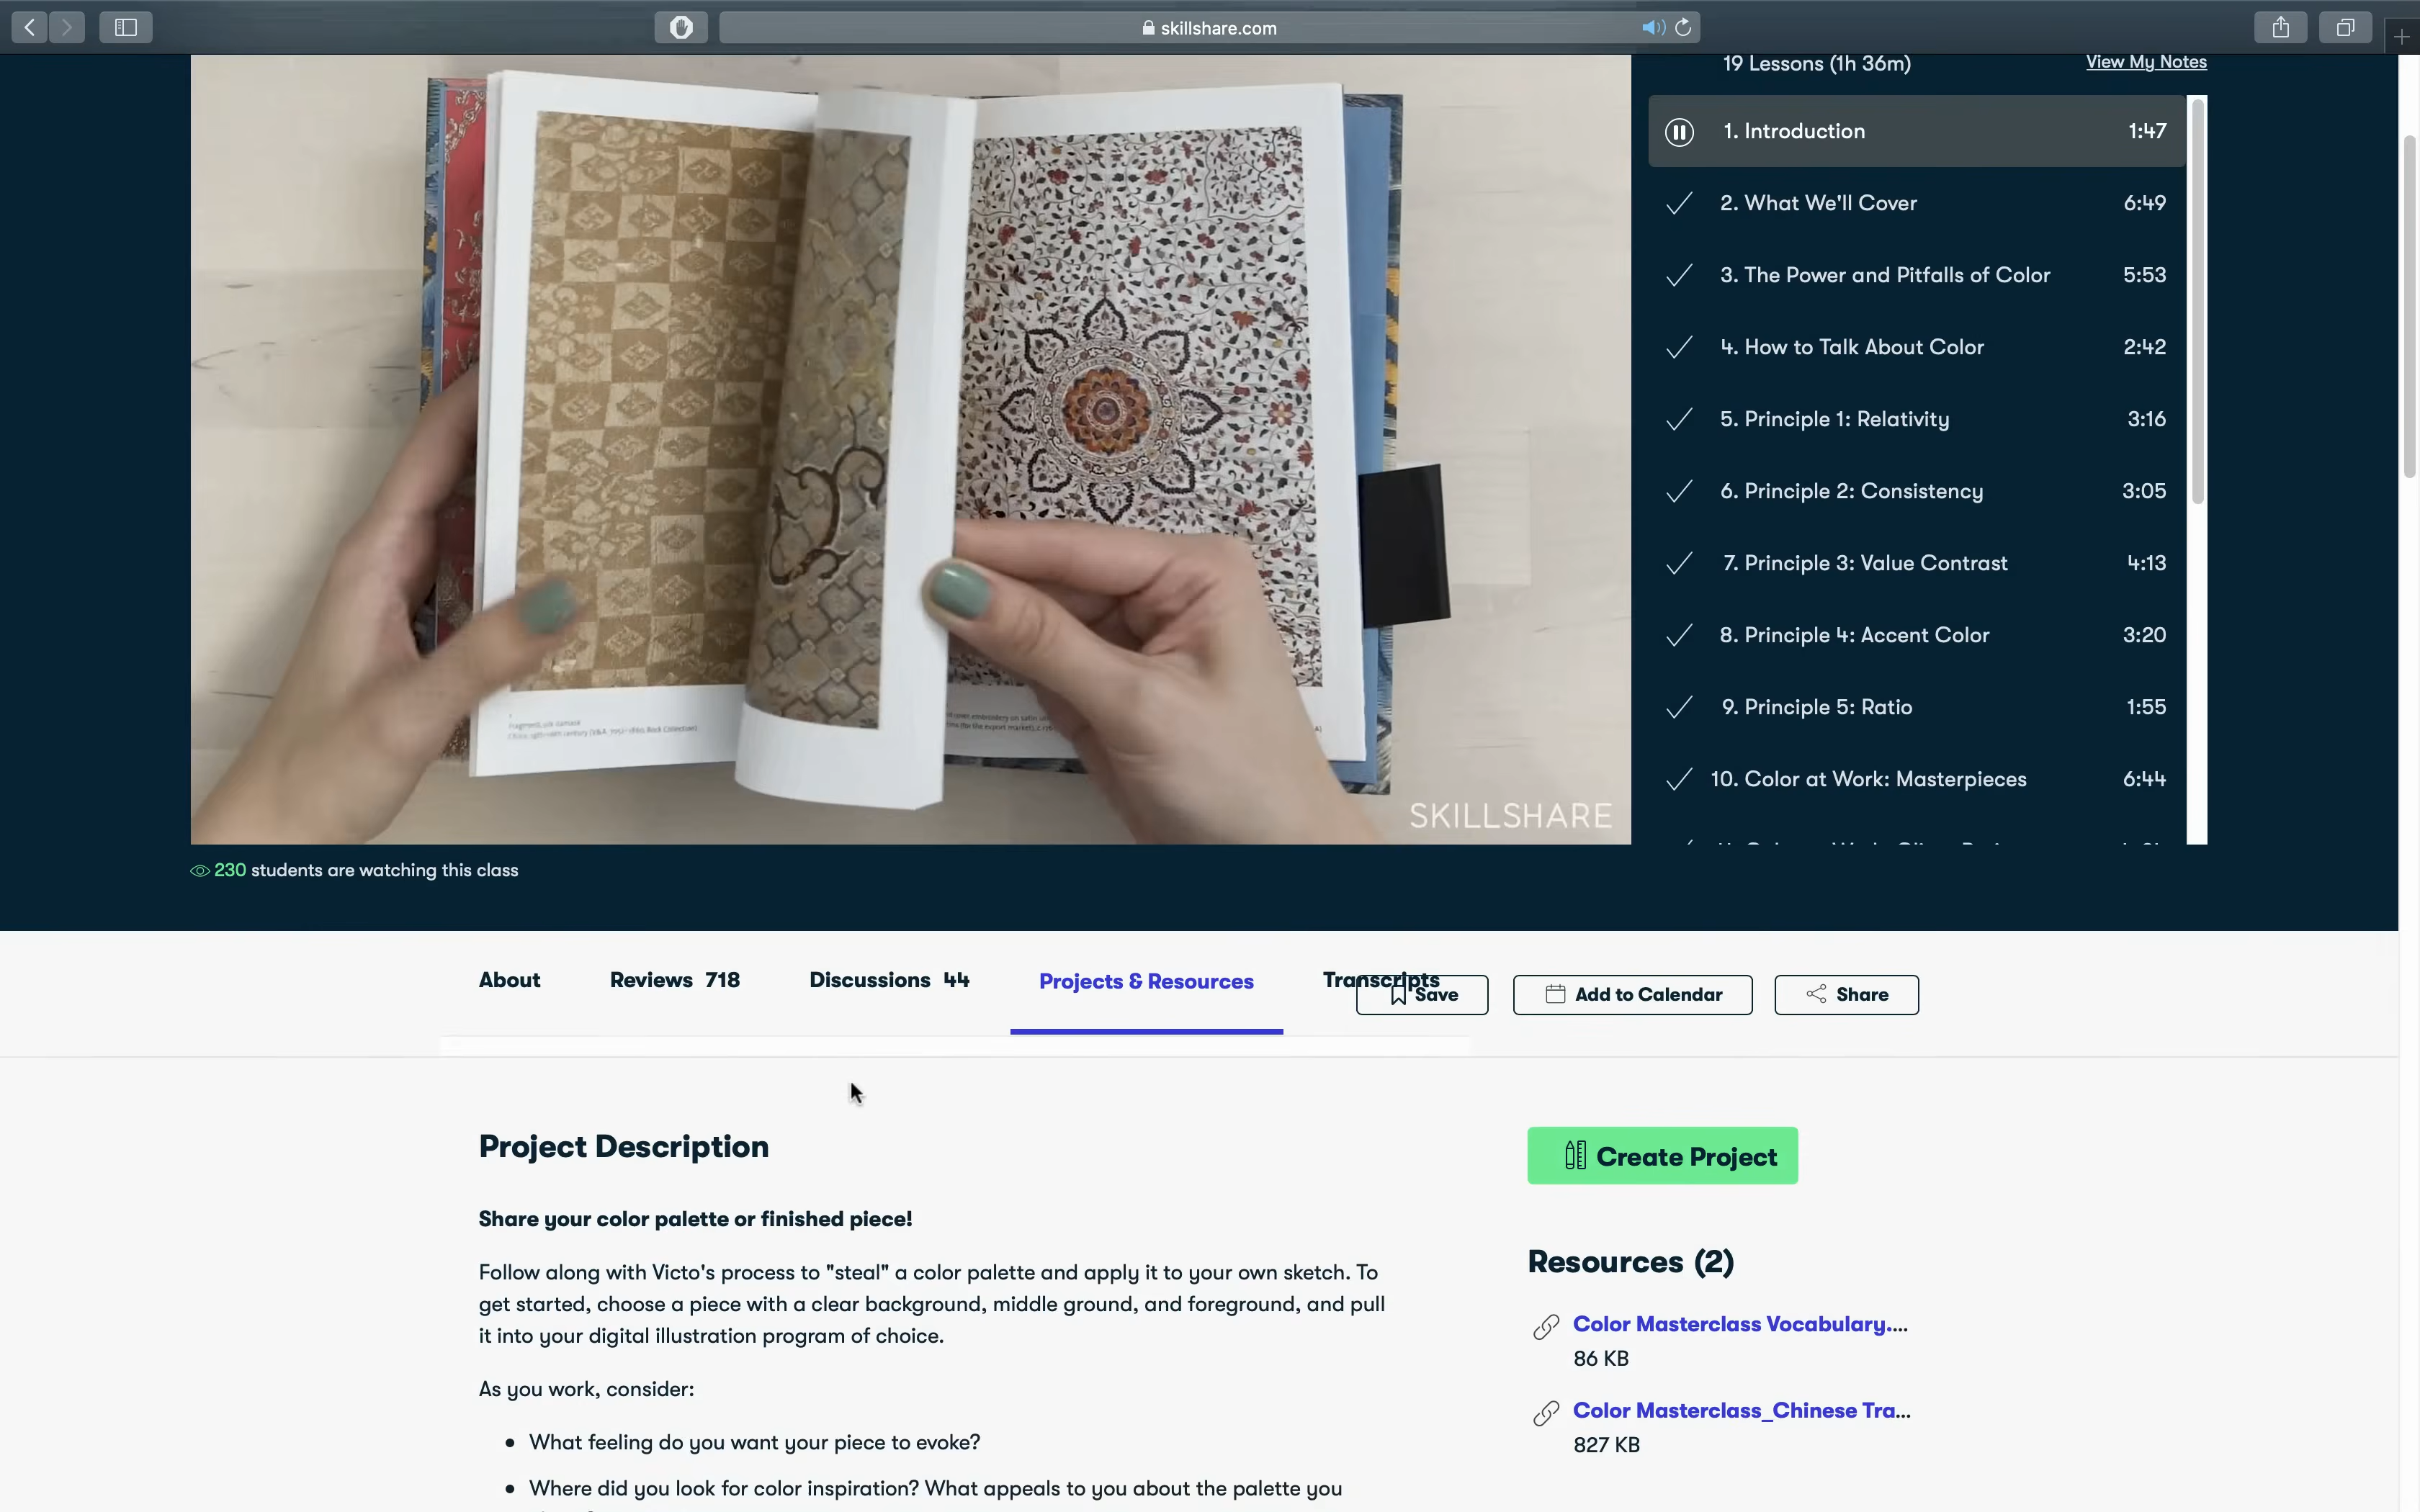 skillshare.com
19 Lessons (1h 36m) View My Notes
1. Introduction 1:47
2. What We'll Cover 6:49
3. The Power and Pitfalls of Color 5:53
4. How to Talk About Color 2:42
5. Principle 1: Relativity 3:16
6. Principle 2: Consistency 3:05
7. Principle 3: Value Contrast 4:13
8. Principle 4: Accent Color 3:20
9. Principle 5: Ratio 1:55
10. Color at Work: Masterpieces 6:44
SKILLSHARE
230 students are watching this class
About Reviews 718 Discussions 44 Projects & Resources Transcripts
Save Add to Calendar Share
Project Description
Share your color palette or finished piece!
Follow along with Victo's process to "steal" a color palette and apply it to your own sketch. To
get started, choose a piece with a clear background, middle ground, and foreground, and pull
it into your digital illustration program of choice.
As you work, consider:
• What feeling do you want your piece to evoke?
• Where did you look for color inspiration? What appeals to you about the palette you
Create Project
Resources (2)
Color Masterclass Vocabulary....
86 KB
Color Masterclass_Chinese Tra...
827 KB